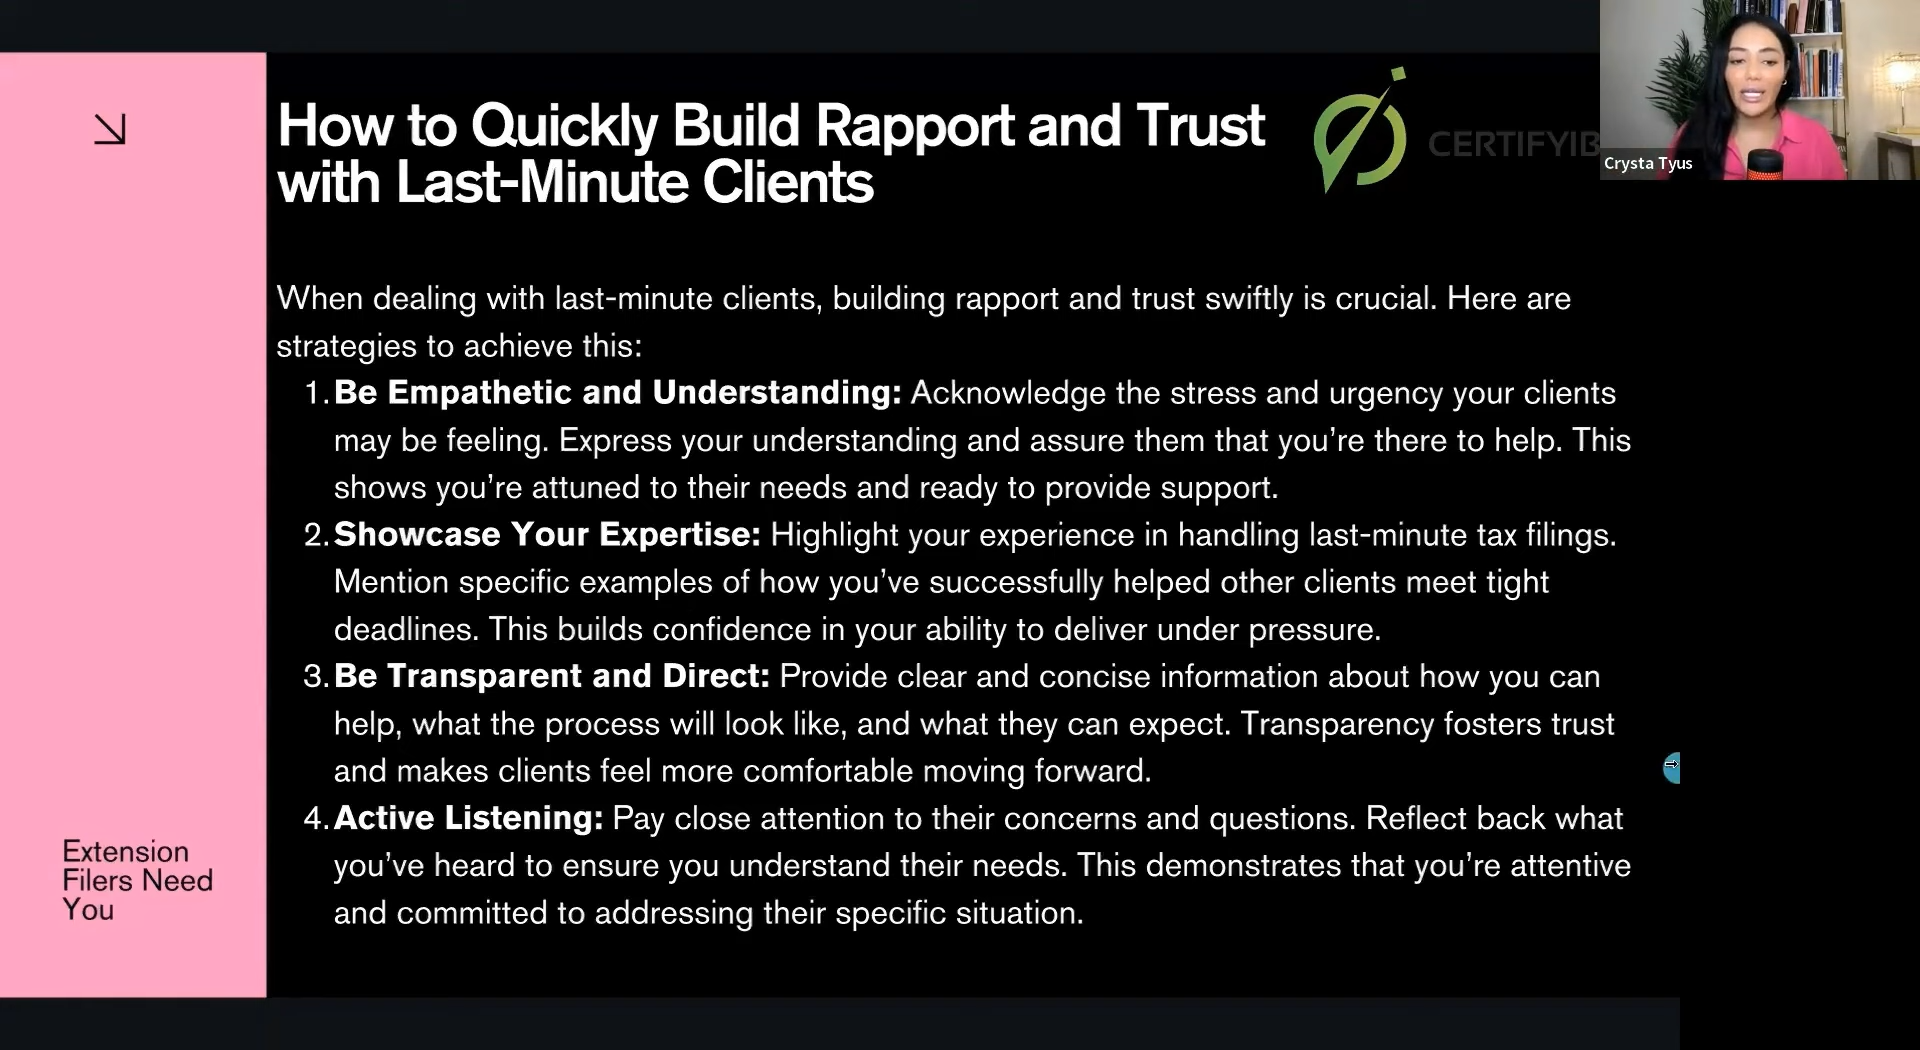 How to Quickly Build Rapport and Trust
with Last-Minute Clients
CERTIFYIB
Crysta Tyus
When dealing with last-minute clients, building rapport and trust swiftly is crucial. Here are
strategies to achieve this:
1. Be Empathetic and Understanding: Acknowledge the stress and urgency your clients
may be feeling. Express your understanding and assure them that you’re there to help. This
shows you’re attuned to their needs and ready to provide support.
2. Showcase Your Expertise: Highlight your experience in handling last-minute tax filings.
Mention specific examples of how you’ve successfully helped other clients meet tight
deadlines. This builds confidence in your ability to deliver under pressure.
3. Be Transparent and Direct: Provide clear and concise information about how you can
help, what the process will look like, and what they can expect. Transparency fosters trust
and makes clients feel more comfortable moving forward.
4. Active Listening: Pay close attention to their concerns and questions. Reflect back what
you’ve heard to ensure you understand their needs. This demonstrates that you’re attentive
and committed to addressing their specific situation.
Extension
Filers Need
You